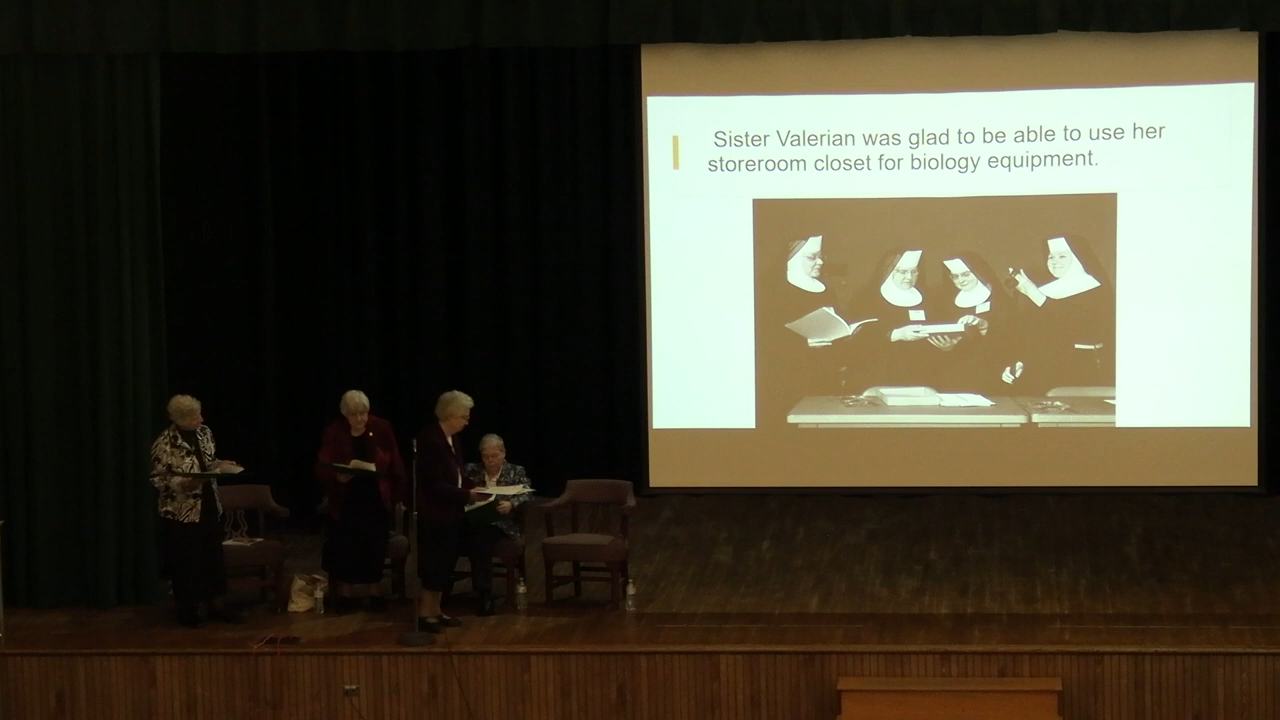 Sister Valerian was glad to be able to use her
storeroom closet for biology equipment.